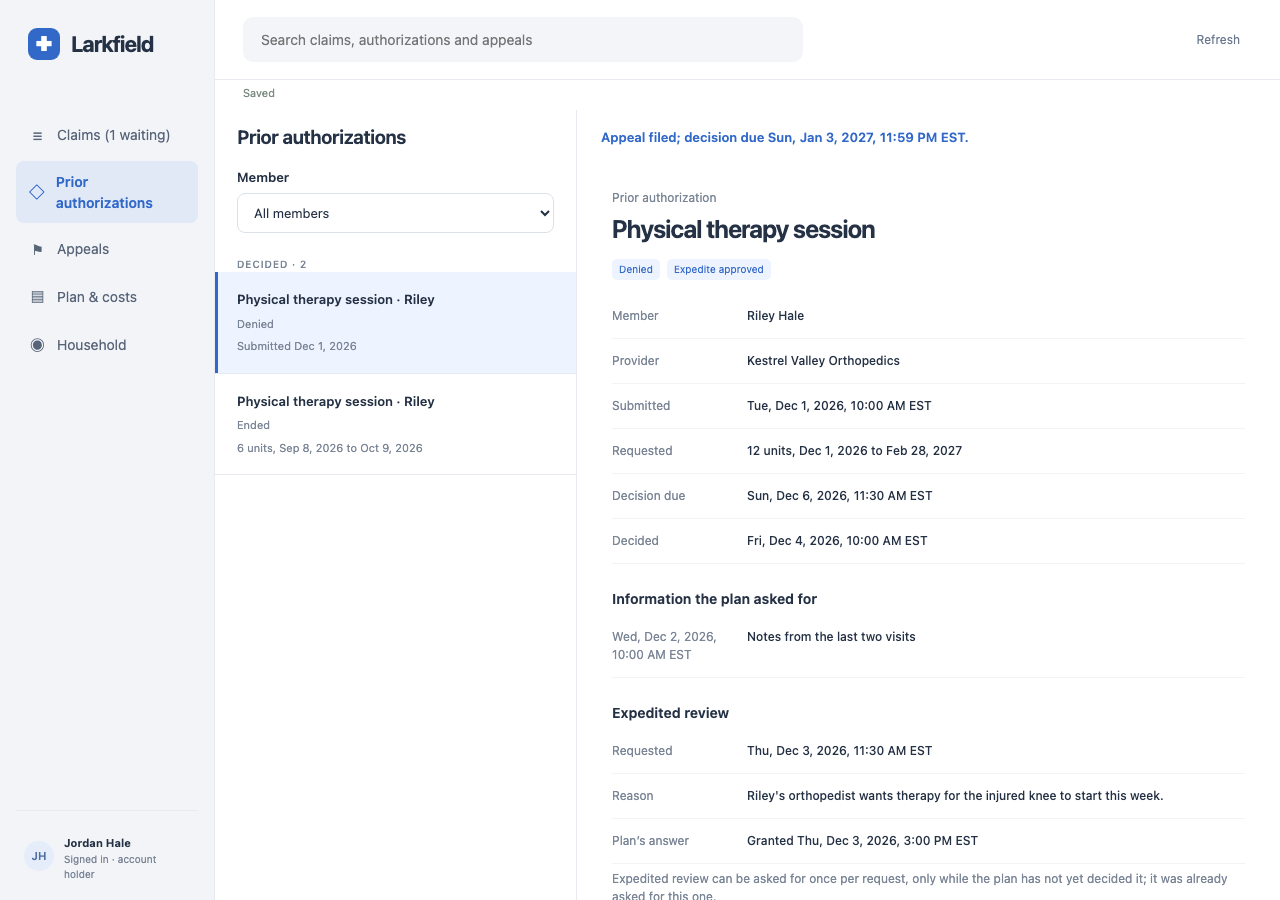 Larkfield
Search claims, authorizations and appeals
Refresh
Saved
Claims (1 waiting)
Prior
authorizations
Appeals
Plan & costs
Household
JH
Jordan Hale
Signed in · account
holder
Prior authorizations
Member
All members
DECIDED · 2
Physical therapy session · Riley
Denied
Submitted Dec 1, 2026
Physical therapy session · Riley
Ended
6 units, Sep 8, 2026 to Oct 9, 2026
Appeal filed; decision due Sun, Jan 3, 2027, 11:59 PM EST.
Prior authorization
Physical therapy session
Denied Expedite approved
Member Riley Hale
Provider Kestrel Valley Orthopedics
Submitted Tue, Dec 1, 2026, 10:00 AM EST
Requested 12 units, Dec 1, 2026 to Feb 28, 2027
Decision due Sun, Dec 6, 2026, 11:30 AM EST
Decided Fri, Dec 4, 2026, 10:00 AM EST
Information the plan asked for
Wed, Dec 2, 2026, Notes from the last two visits
10:00 AM EST
Expedited review
Requested Thu, Dec 3, 2026, 11:30 AM EST
Reason Riley's orthopedist wants therapy for the injured knee to start this week.
Plan's answer Granted Thu, Dec 3, 2026, 3:00 PM EST
Expedited review can be asked for once per request, only while the plan has not yet decided it; it was already
asked for this one.